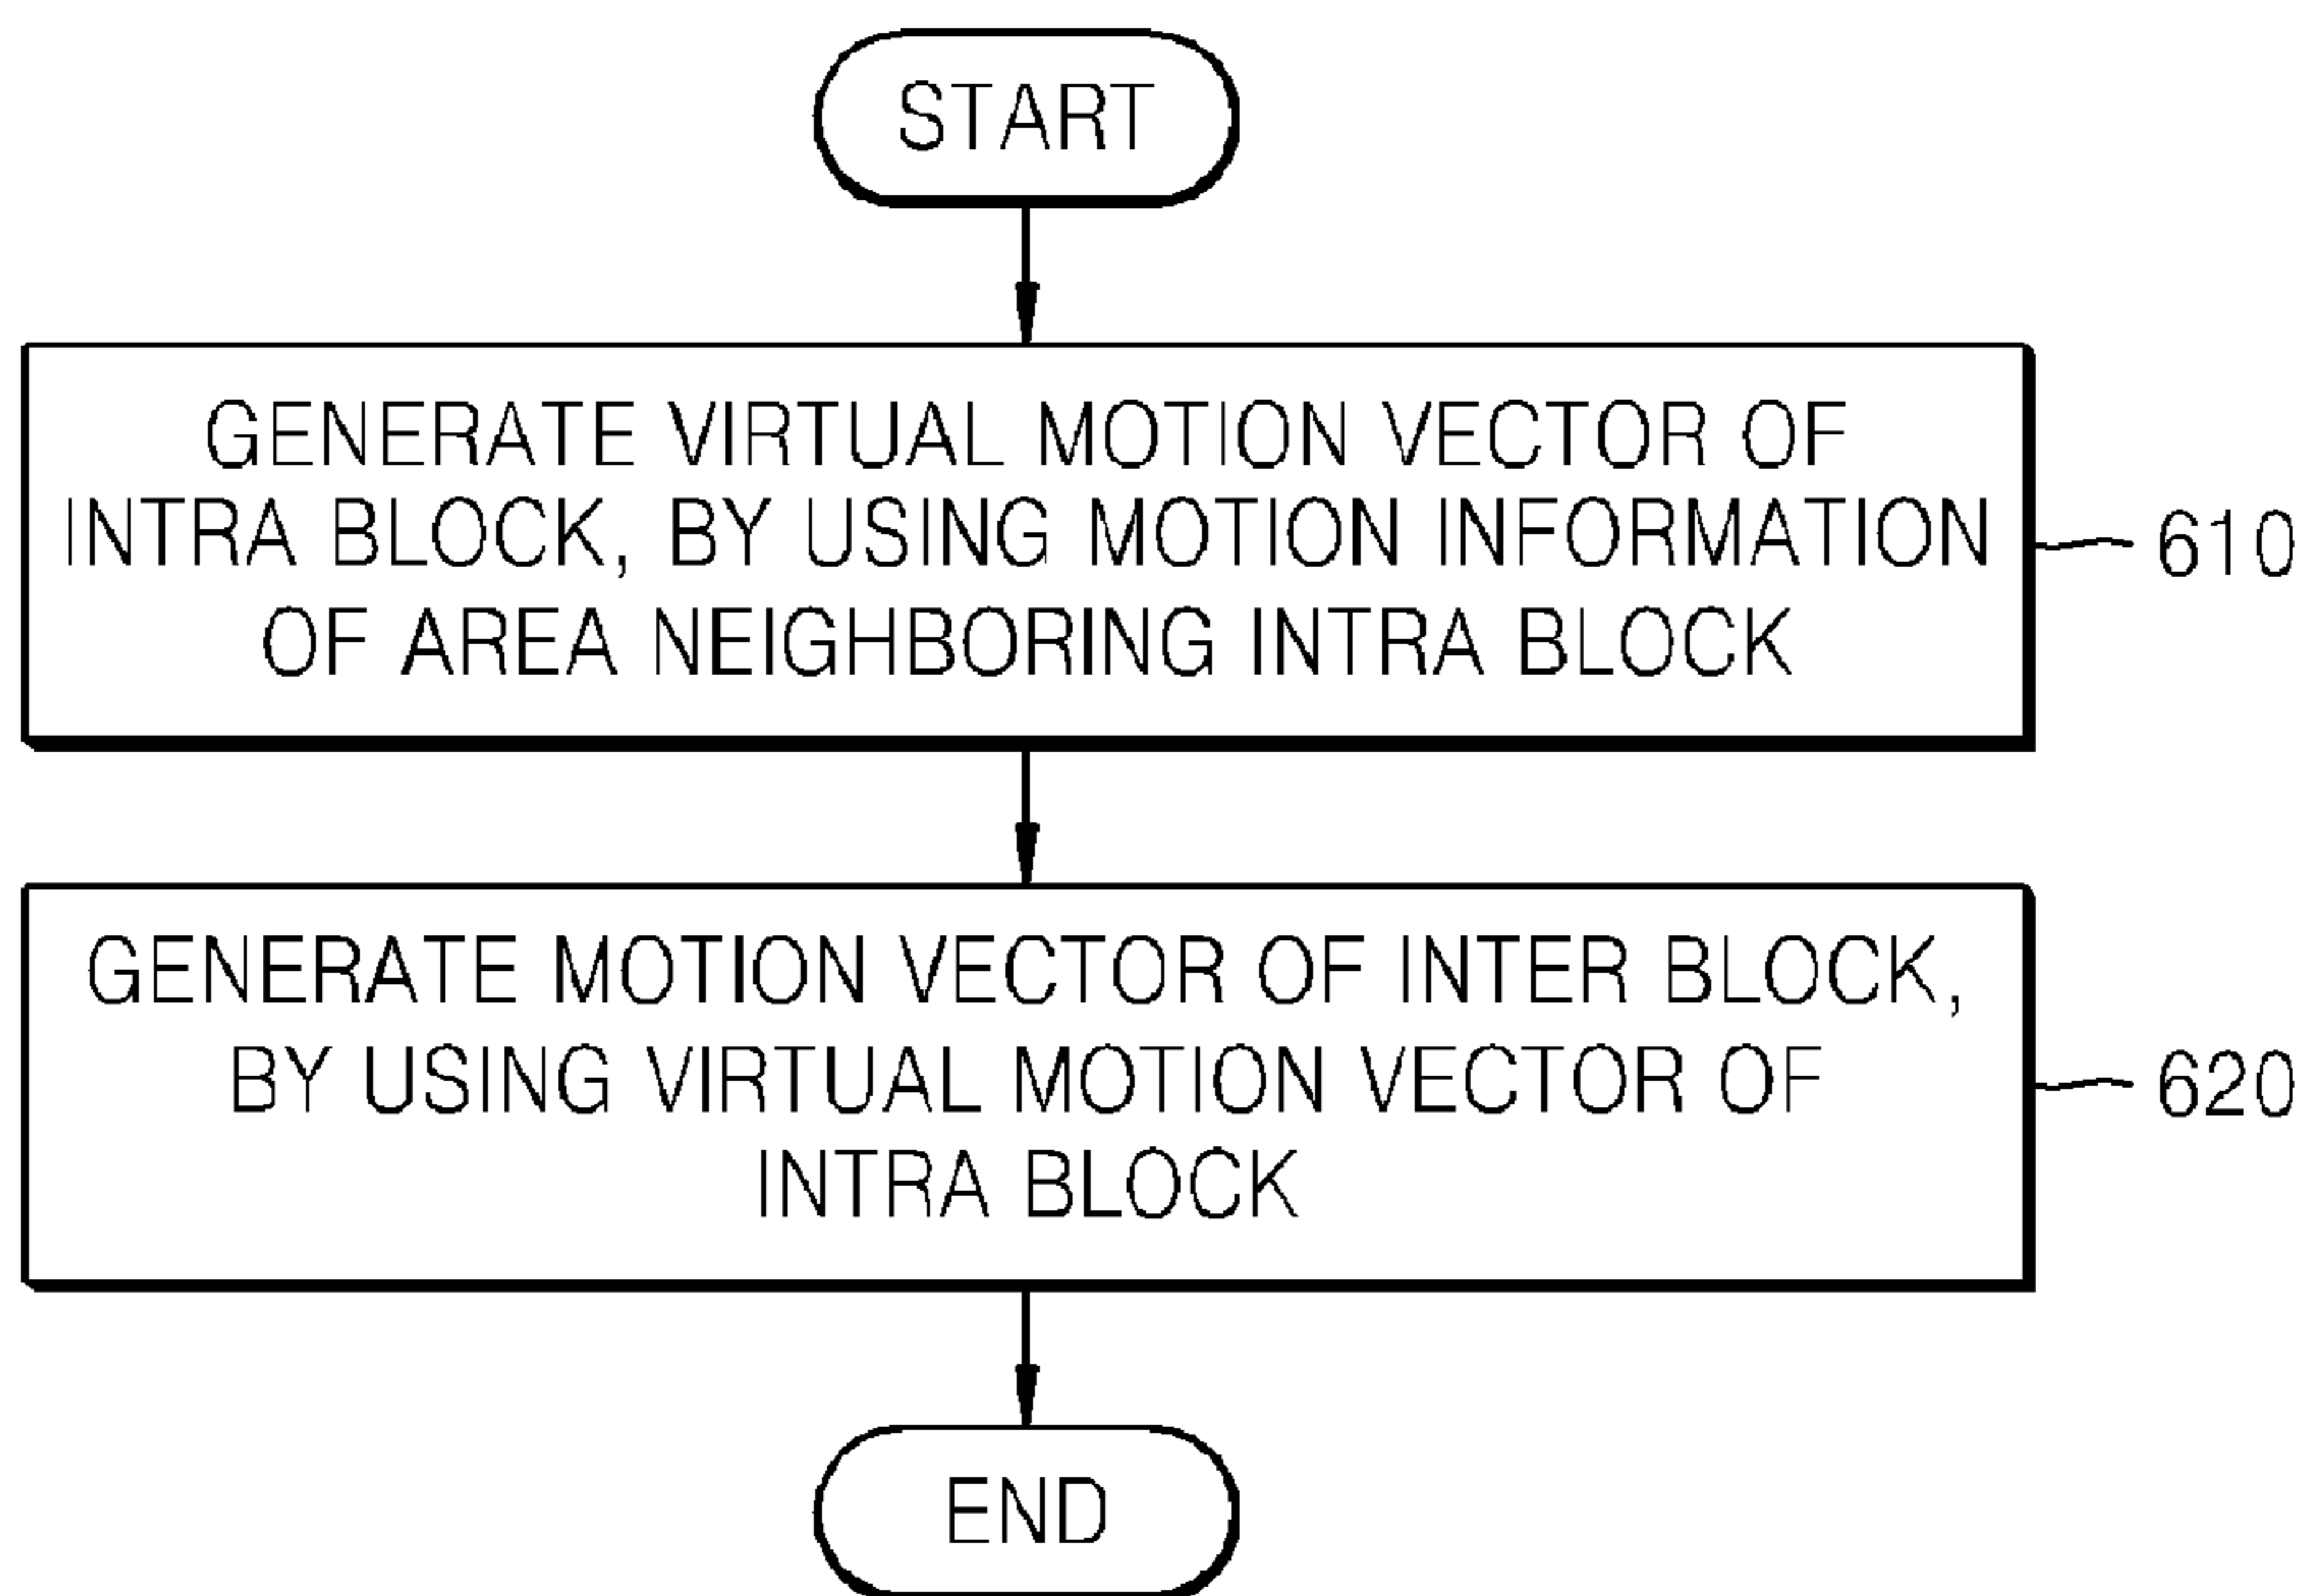 START
GENERATE VIRTUAL MOTION VECTOR OF
INTRA BLOCK, BY USING MOTION INFORMATION
OF AREA NEIGHBORING INTRA BLOCK
610
GENERATE MOTION VECTOR OF INTER BLOCK,
BY USING VIRTUAL MOTION VECTOR OF
INTRA BLOCK
620
END